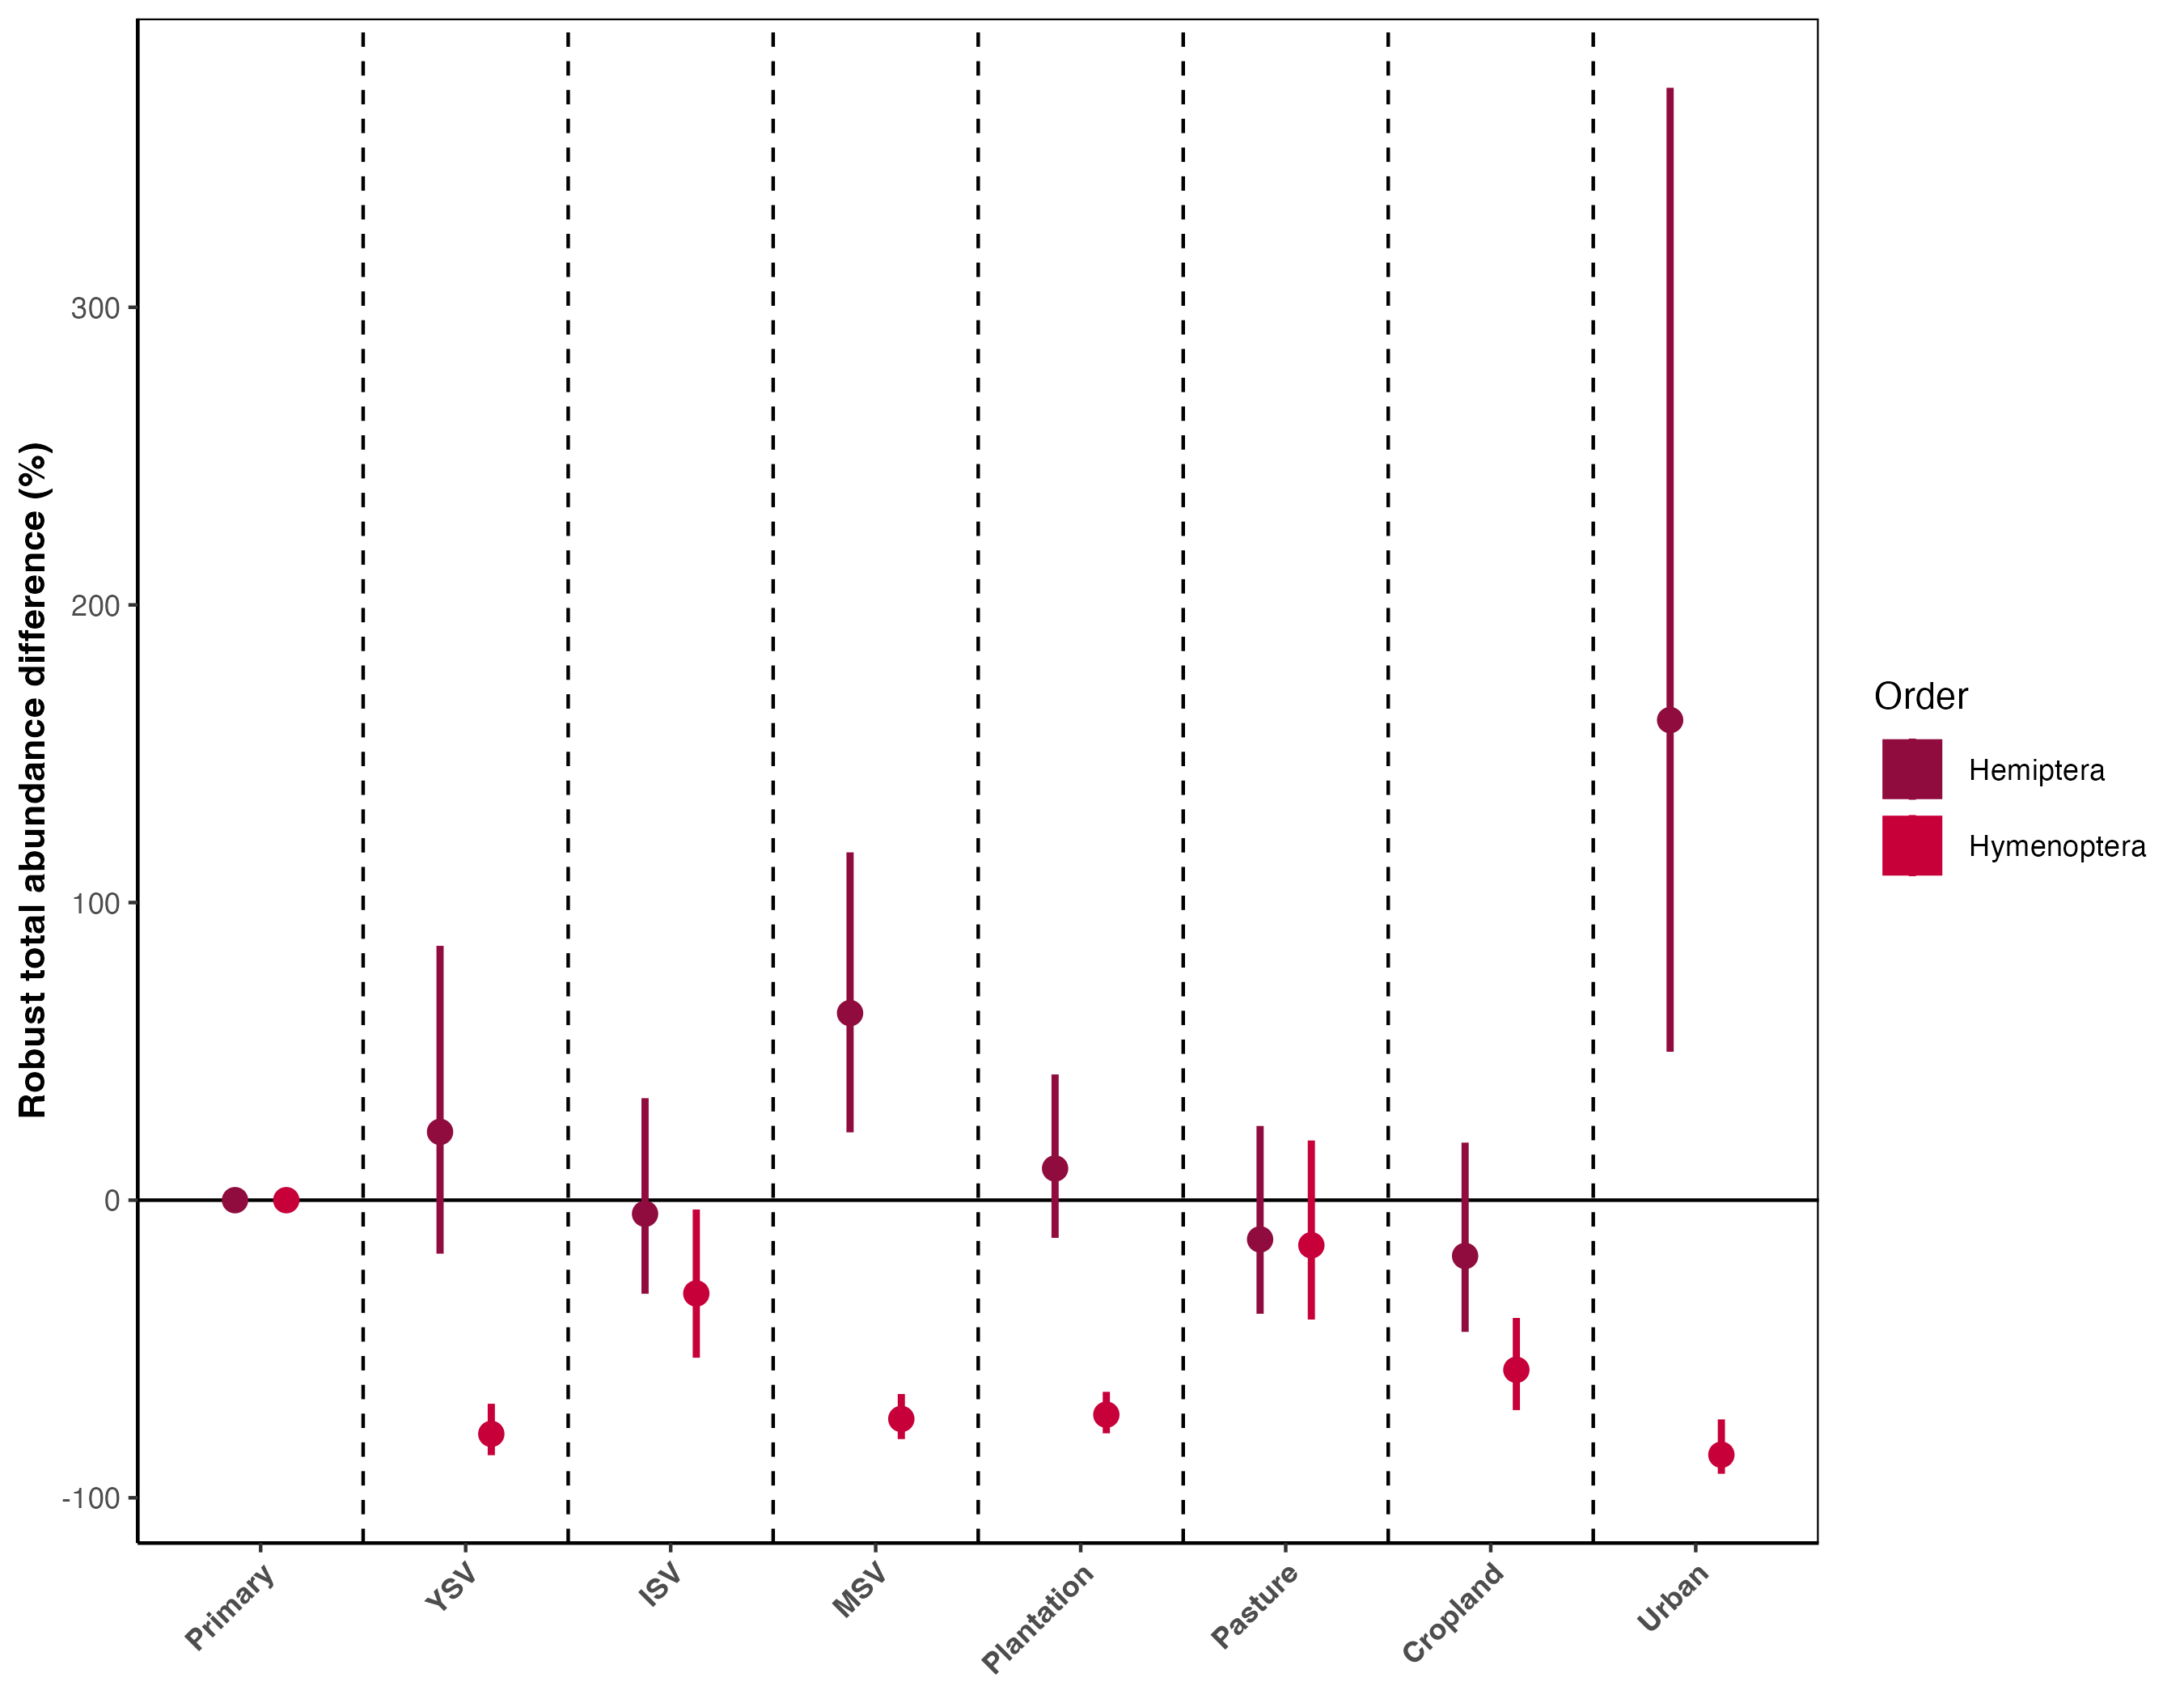 Robust total abundance difference (%)
300
200
100
0
-100
Primary
YSV
ISV
MSV
Plantation
Pasture
Cropland
Urban
Order
Hemiptera
Hymenoptera